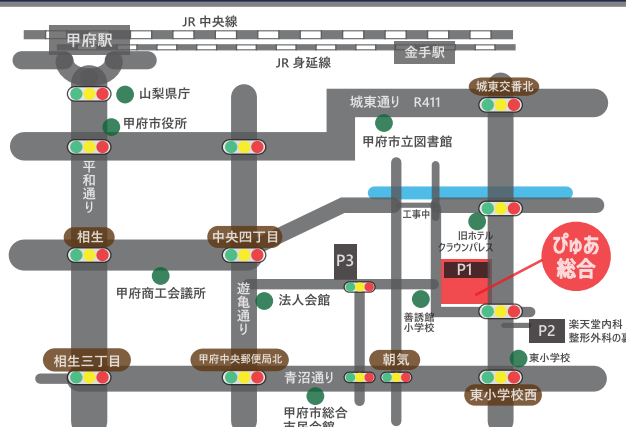 JR 中央線
甲府駅
金手駅
JR 身延線
山梨県庁
城東交番北
城東通り R411
甲府市役所
甲府市立図書館
平和通り
工事中
旧ホテル
クラウンパレス
ぴゅあ
総合
相生
中央四丁目
P3
P1
甲府商工会議所
遊亀通り
法人会館
善誘館
小学校
P2
楽天堂内科
整形外科の裏
東小学校
相生三丁目
甲府中央郵便局北
青沼通り
朝気
東小学校西
甲府市総合
市民会館